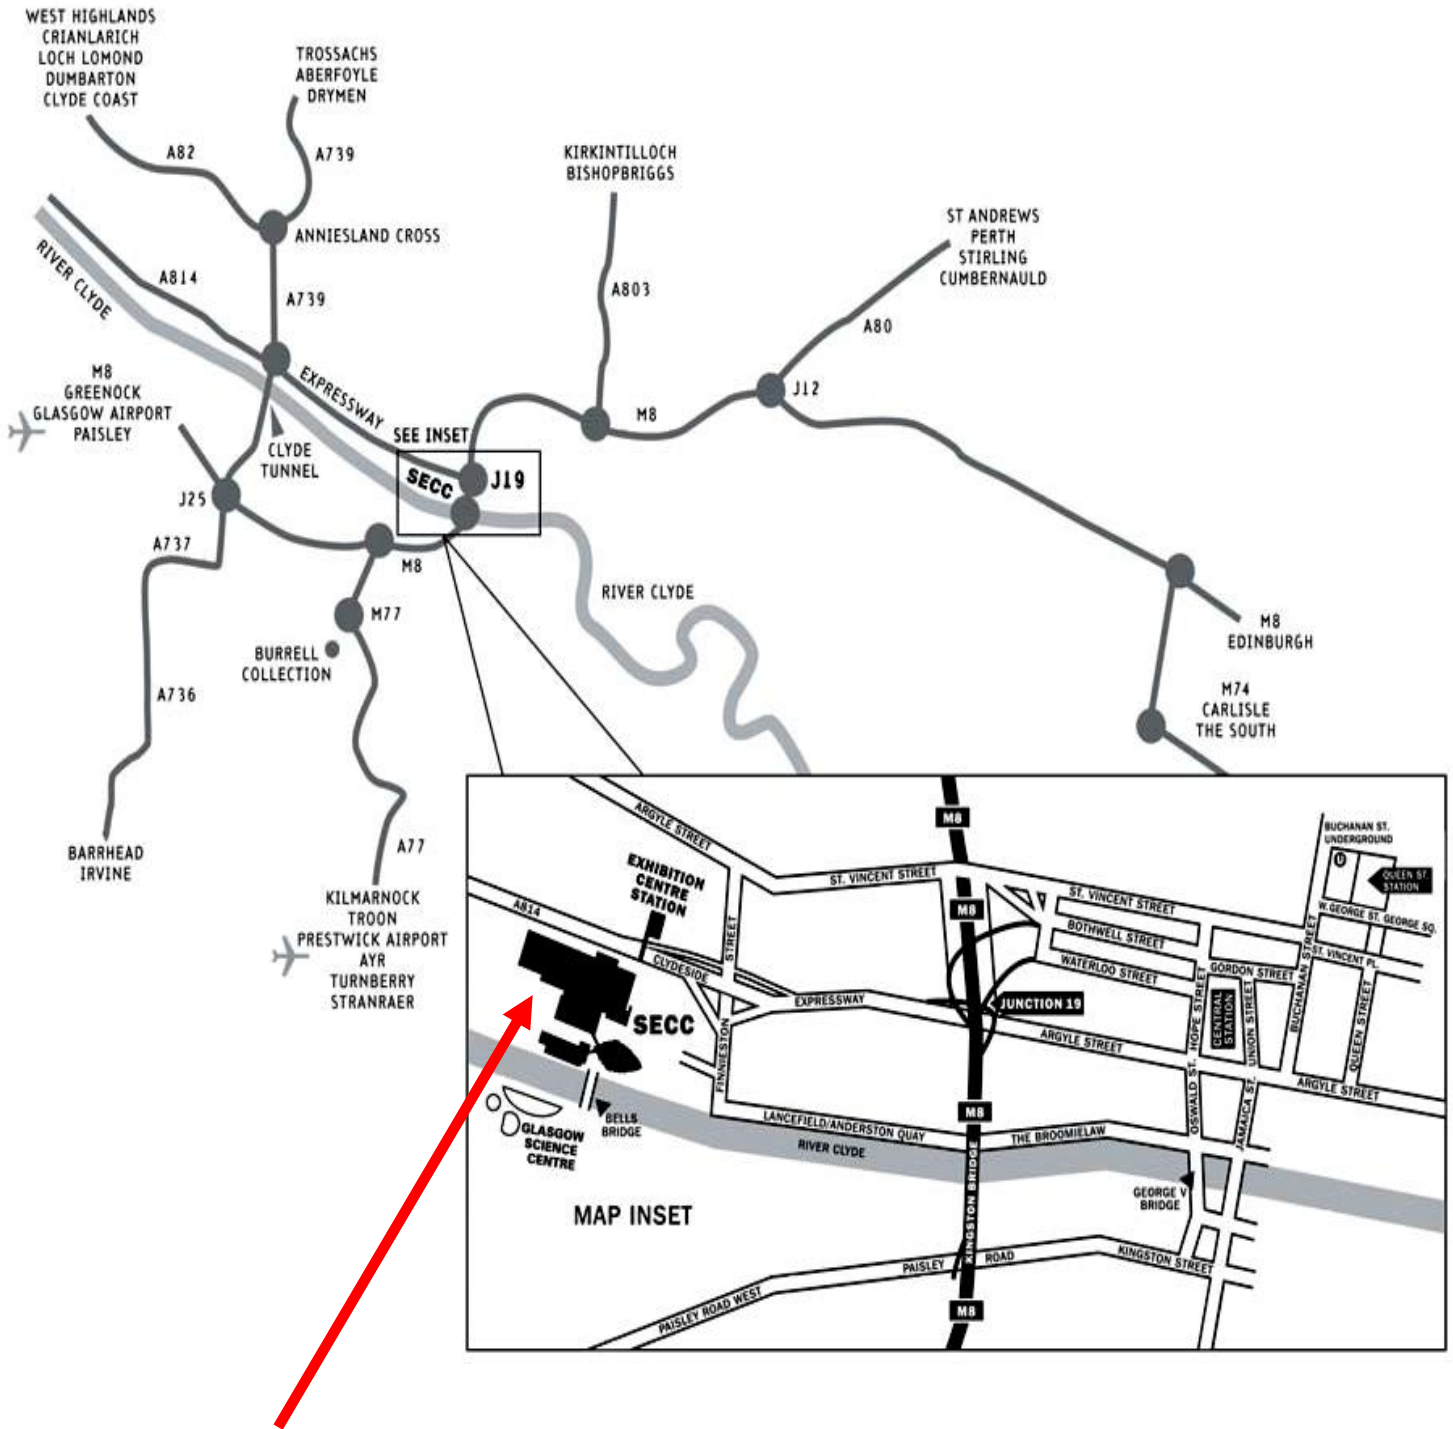 WEST HIGHLANDS
CRIANLARICH
LOCH LOMOND
DUMBARTON
CLYDE COAST
TROSSACHS
ABERFOYLE
DRYMEN
A82
A739
KIRKINTILLOCH
BISHOPBRIGGS
ST ANDREWS
PERTH
STIRLING
CUMBERNAULD
ANNIESLAND CROSS
RIVER CLYDE
A814
A739
A803
A80
M8
GREENOCK
GLASGOW AIRPORT
PAISLEY
EXPRESSWAY
SEE INSET
CLYDE
TUNNEL
M8
J12
SECC
J19
J25
A737
M8
RIVER CLYDE
M77
BURRELL
COLLECTION
M8
EDINBURGH
A736
M74
CARLISLE
THE SOUTH
BARRHEAD
IRVINE
A77
KILMARNOCK
TROON
PRESTWICK AIRPORT
AYR
TURNBERRY
STRANRAER
ARGYLE STREET
M8
BUCHANAN ST.
UNDERGROUND
U
QUEEN ST.
STATION
EXHIBITION
CENTRE
STATION
ST. VINCENT STREET
ST. VINCENT STREET
M8
W. GEORGE ST. GEORGE SQ.
A814
STREET
BOTHWELL STREET
ST. VINCENT PL.
CLYDESIDE
WATERLOO STREET
GORDON STREET
EXPRESSWAY
JUNCTION 19
HOPE STREET
CENTRAL
STATION
UNION STREET
BUCHANAN STREET
QUEEN STREET
SECC
FINNIESTON
ARGYLE STREET
ARGYLE STREET
OSWALD ST.
JAMAICA ST.
BELLS
BRIDGE
GLASGOW
SCIENCE
CENTRE
LANCEFIELD/ANDERSTON QUAY
M8
THE BROOMIELAW
RIVER CLYDE
KINGSTON BRIDGE
GEORGE V
BRIDGE
MAP INSET
PAISLEY
ROAD
KINGSTON STREET
PAISLEY ROAD WEST
M8